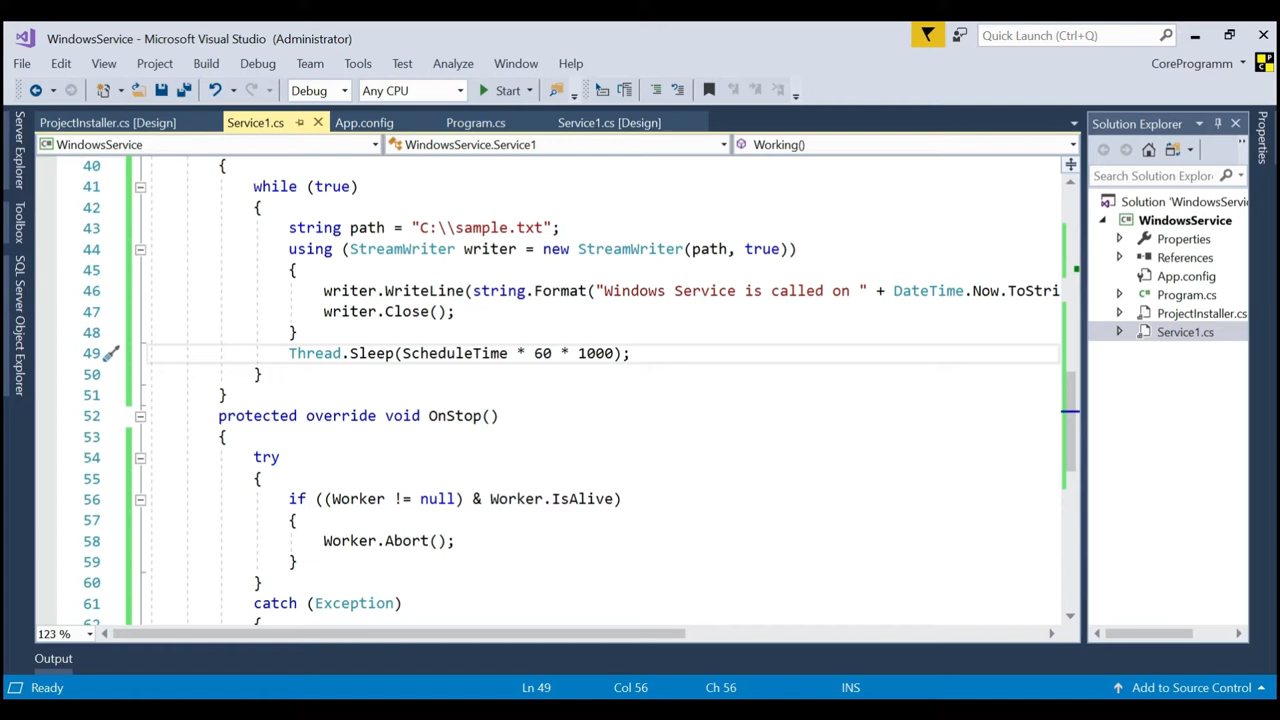 WindowsService - Microsoft Visual Studio (Administrator)
Quick Launch (Ctrl+Q)
File Edit View Project Build Debug Team Tools Test Analyze Window Help
CoreProgramm
Debug Any CPU Start
ProjectInstaller.cs [Design] Service1.cs App.config Program.cs Service1.cs [Design]
WindowsService WindowsService.Service1 Working()
40 {
41 while (true)
42 {
43 string path = "C:\\sample.txt";
44 using (StreamWriter writer = new StreamWriter(path, true))
45 {
46 writer.WriteLine(string.Format("Windows Service is called on " + DateTime.Now.ToStri
47 writer.Close();
48 }
49 Thread.Sleep(ScheduleTime * 60 * 1000);
50 }
51 }
52 protected override void OnStop()
53 {
54 try
55 {
56 if ((Worker != null) & Worker.IsAlive)
57 {
58 Worker.Abort();
59 }
60 }
61 catch (Exception)
62 {
123 %
Server Explorer
Toolbox
SQL Server Object Explorer
Solution Explorer
Search Solution Explor
Solution 'WindowsServic
WindowsService
Properties
References
App.config
Program.cs
ProjectInstaller.cs
Service1.cs
Properties
Output
Ready Ln 49 Col 56 Ch 56 INS Add to Source Control